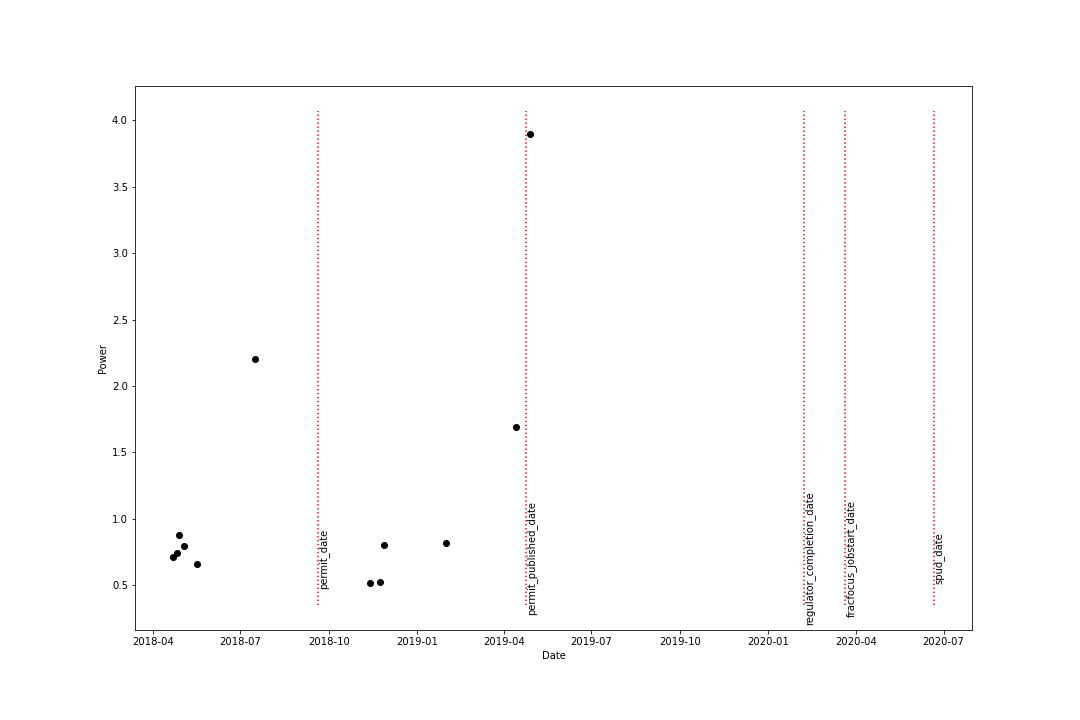 4.0
3.5
3.0
2.5
2.0
1.5
1.0
0.5
Power
permit_date
permit_published_date
regulator_completion_date
fracfocus_jobstart_date
spud_date
2018-04
2018-07
2018-10
2019-01
2019-04
2019-07
2019-10
2020-01
2020-04
2020-07
Date